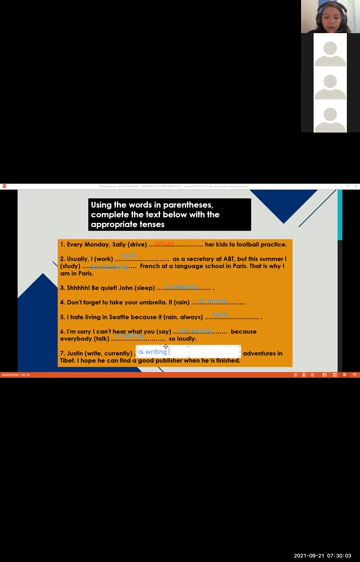 Using the words in parentheses,
complete the text below with the
appropriate tenses
1. Every Monday, Sally (drive) ...drives............ her kids to football practice.
2. Usually, I (work) ........................ as a secretary at ABT, but this summer I
(study) ........................ French at a language school in Paris. That is why I
am in Paris.
3. Shhhhh! Be quiet! John (sleep) ........................ .
4. Don't forget to take your umbrella. It (rain) ........................
5. I hate living in Seattle because it (rain, always) ........................ .
6. I'm sorry I can't hear what you (say) ........................ because
everybody (talk) ........................ so loudly.
7. Justin (write, currently) . is writing adventures in
Tibet. I hope he can find a good publisher when he is finished.
2021-09-21 07:30:03